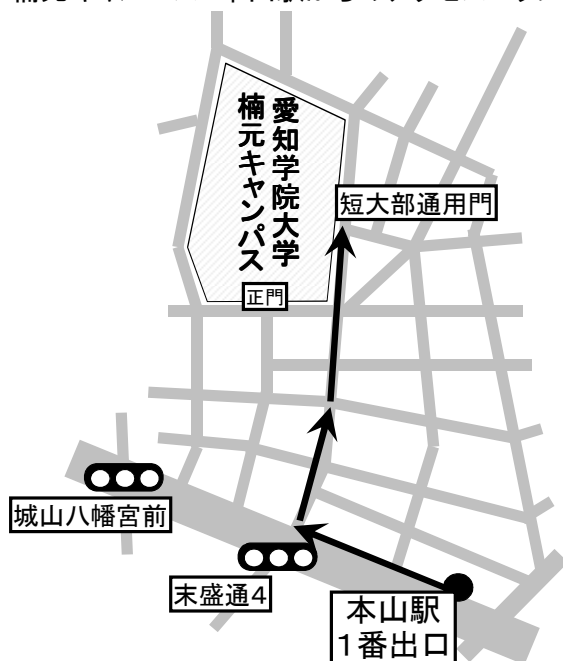 愛知学院大学
楠元キャンパス
短大部通用門
正門
城山八幡宮前
末盛通4
本山駅
1番出口